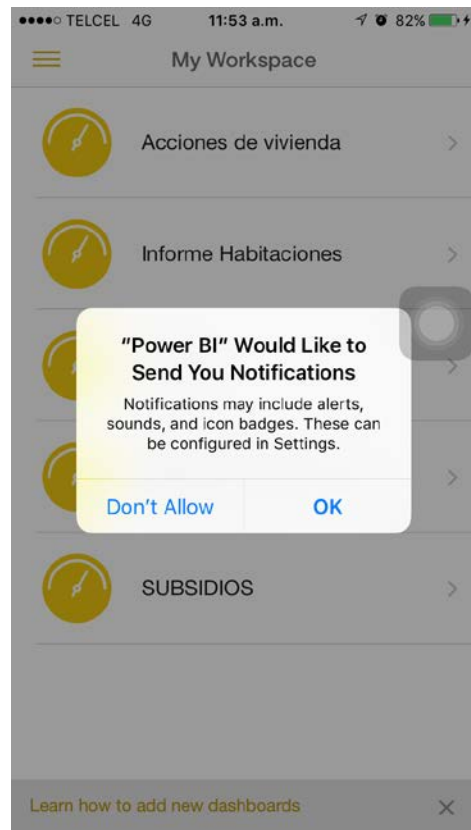 TELCEL 4G 11:53 a.m. 82%
My Workspace
Acciones de vivienda
Informe Habitaciones
"Power BI" Would Like to
Send You Notifications
Notifications may include alerts,
sounds, and icon badges. These can
be configured in Settings.
Don't Allow OK
SUBSIDIOS
Learn how to add new dashboards